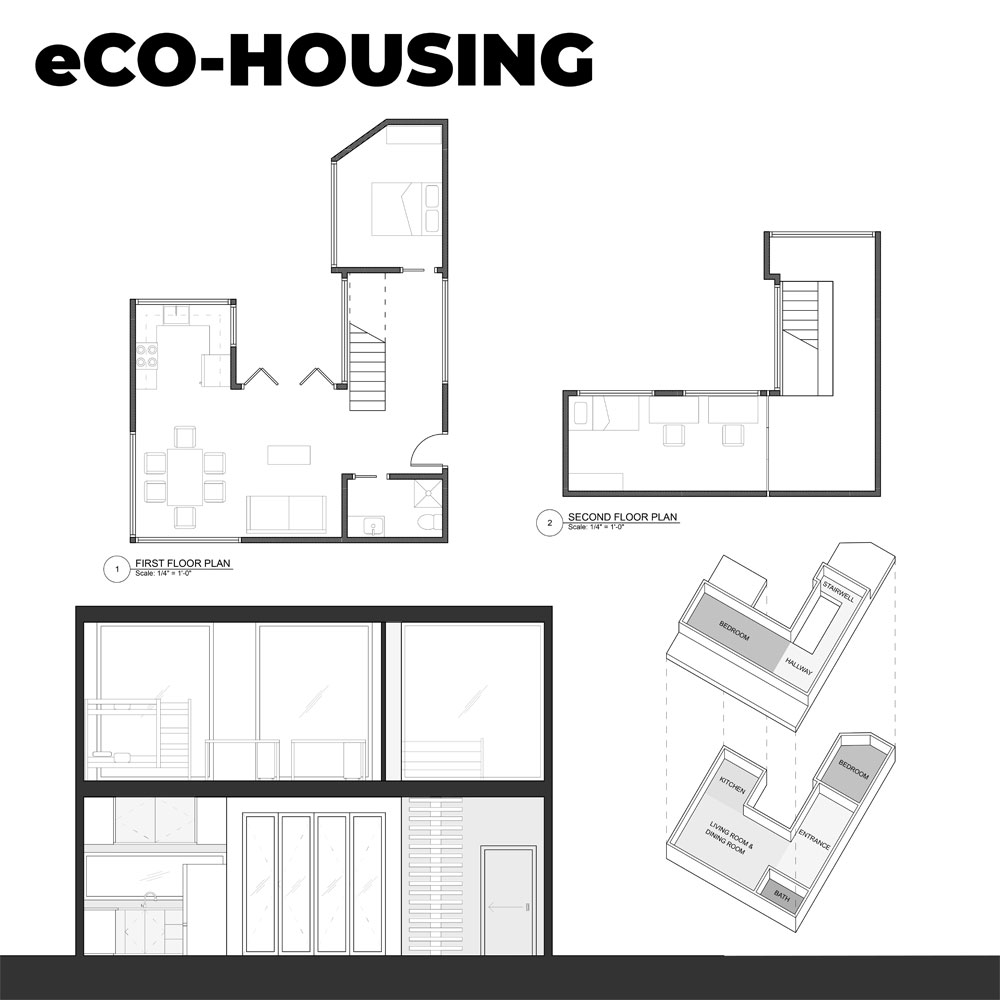 eCO-HOUSING
1
FIRST FLOOR PLAN
Scale: 1/4" = 1'-0"
2
SECOND FLOOR PLAN
Scale: 1/4" = 1'-0"
STAIRWELL
BEDROOM
HALLWAY
BEDROOM
KITCHEN
LIVING ROOM &
DINING ROOM
ENTRANCE
BATH